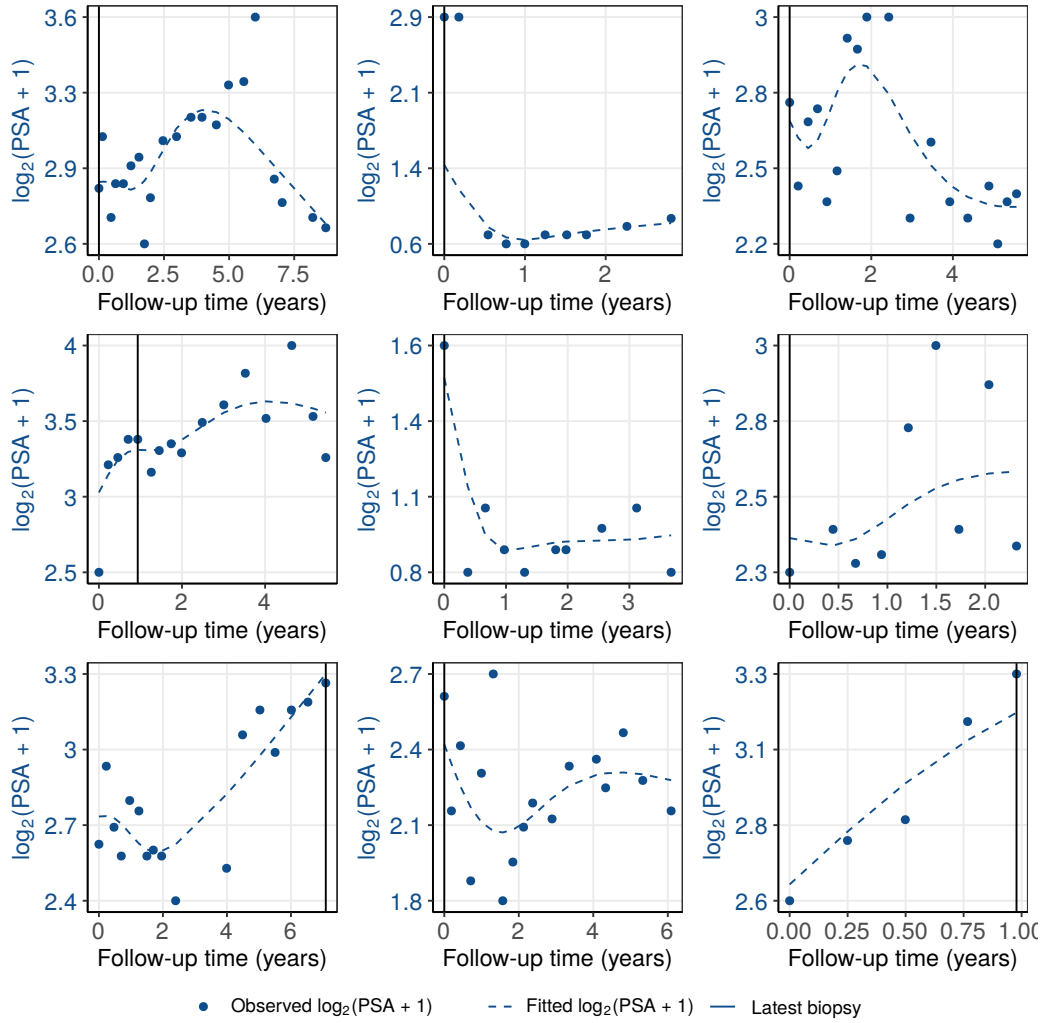 3.6
3.3
2.9
2.6
log2(PSA + 1)
0.0 2.5 5.0 7.5
Follow-up time (years)
2.9
2.1
1.4
0.6
log2(PSA + 1)
0 1 2
Follow-up time (years)
3
2.8
2.5
2.2
log2(PSA + 1)
0 2 4
Follow-up time (years)
4
3.5
3
2.5
log2(PSA + 1)
0 2 4
Follow-up time (years)
1.6
1.4
1.1
0.8
log2(PSA + 1)
0 1 2 3
Follow-up time (years)
3
2.8
2.5
2.3
log2(PSA + 1)
0.0 0.5 1.0 1.5 2.0
Follow-up time (years)
3.3
3
2.7
2.4
log2(PSA + 1)
0 2 4 6
Follow-up time (years)
2.7
2.4
2.1
1.8
log2(PSA + 1)
0 2 4 6
Follow-up time (years)
3.3
3.1
2.8
2.6
log2(PSA + 1)
0.00 0.25 0.50 0.75 1.00
Follow-up time (years)
Observed log2(PSA + 1) Fitted log2(PSA + 1) Latest biopsy